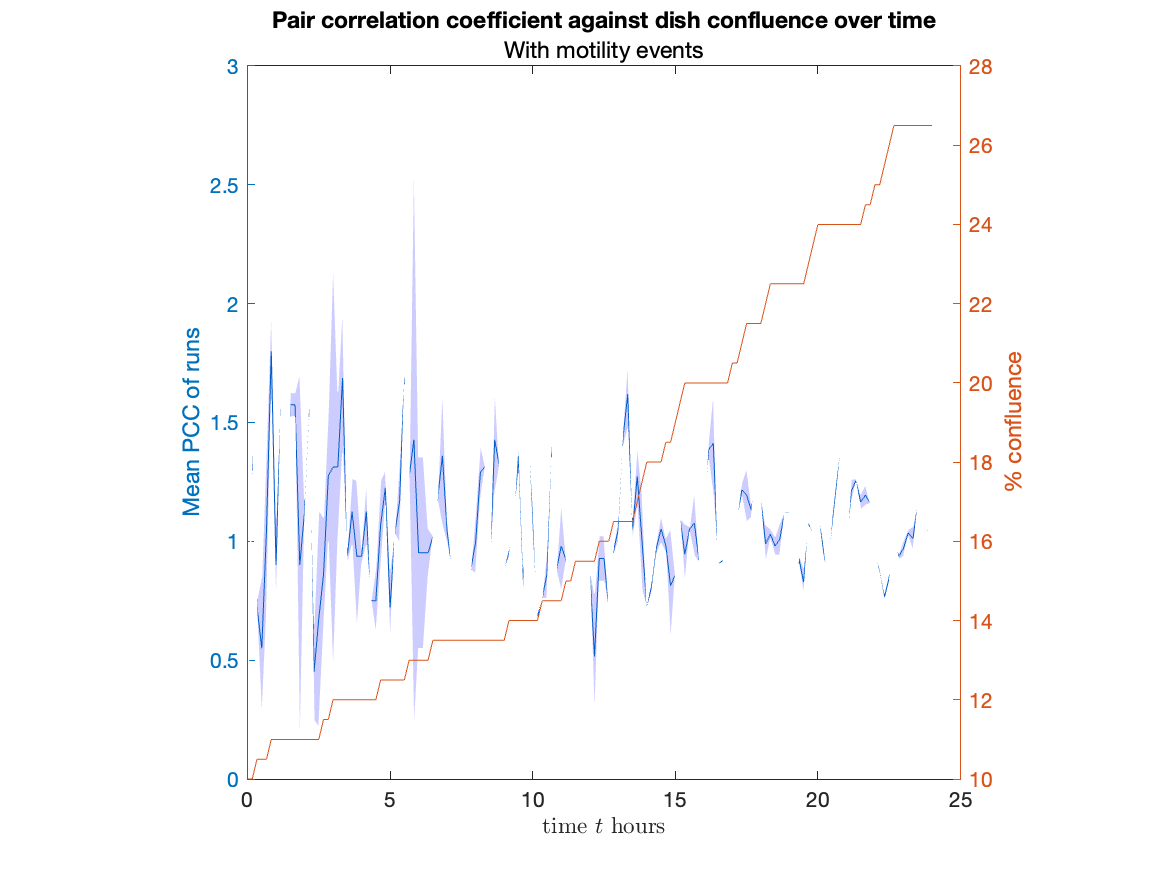 Pair correlation coefficient against dish confluence over time
With motility events
Mean PCC of runs
3
2.5
2
1.5
1
0.5
0
28
26
24
22
20
18
16
14
12
10
% confluence
0 5 10 15 20 25
time t hours